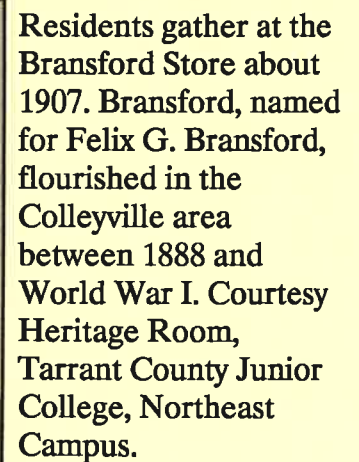 Residents gather at the
Bransford Store about
1907. Bransford, named
for Felix G. Bransford,
flourished in the
Colleyville area
between 1888 and
World War I. Courtesy
Heritage Room,
Tarrant County Junior
College, Northeast
Campus.